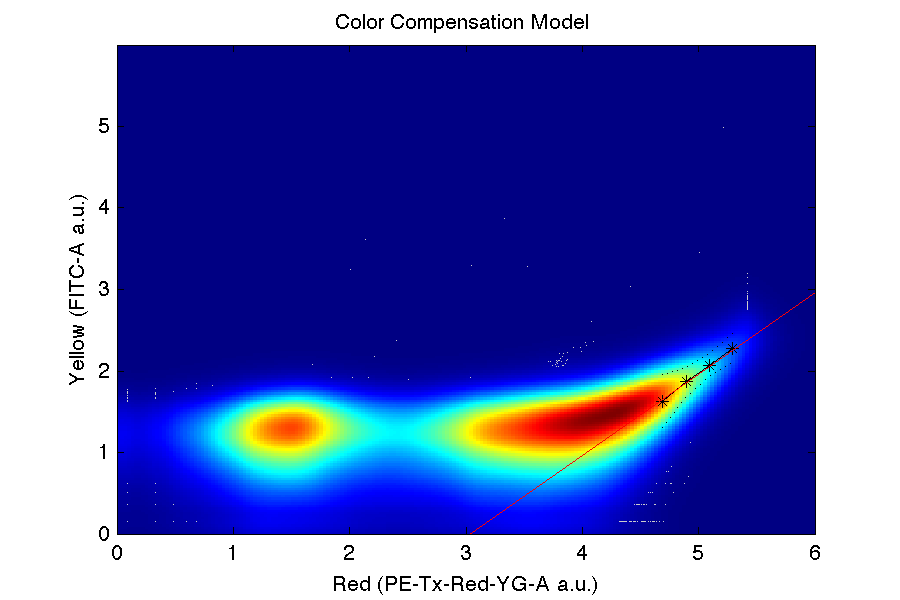 Color Compensation Model
Yellow (FITC-A a.u.)
5
4
3
2
1
0
0 1 2 3 4 5 6
Red (PE-Tx-Red-YG-A a.u.)